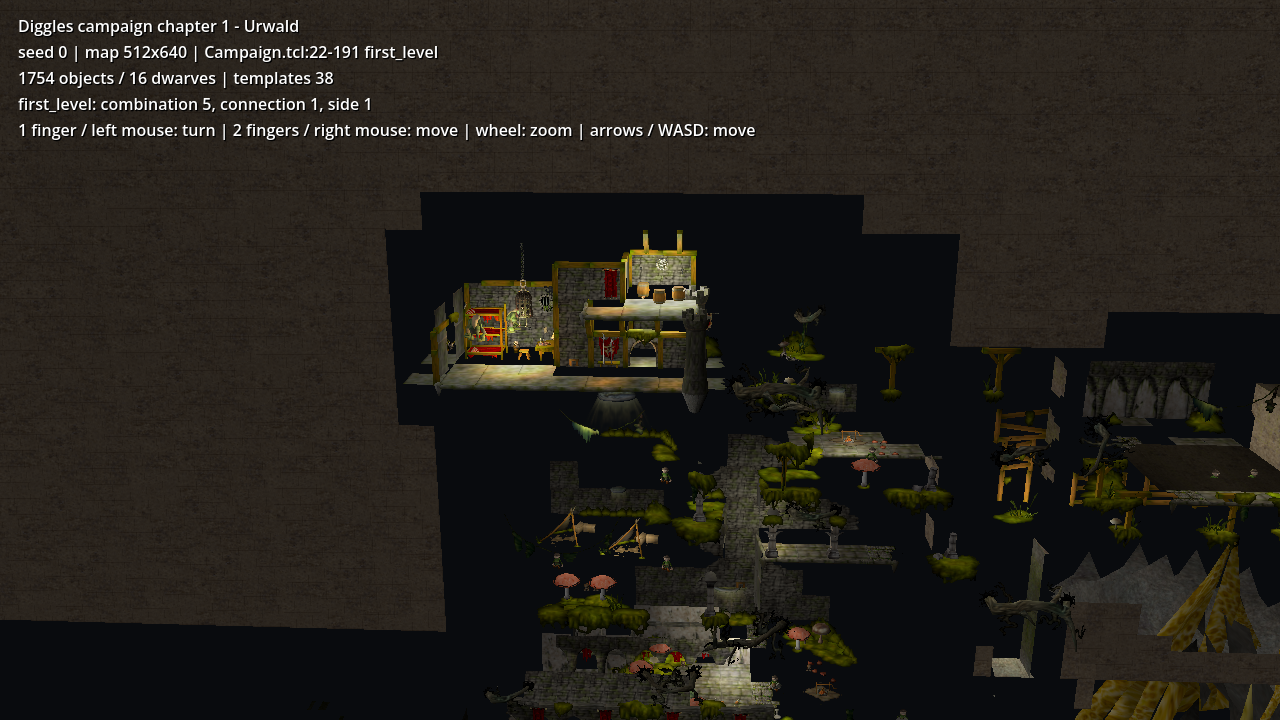 Diggles campaign chapter 1 - Urwald
seed 0 | map 512x640 | Campaign.tcl:22-191 first_level
1754 objects / 16 dwarves | templates 38
first_level: combination 5, connection 1, side 1
1 finger / left mouse: turn | 2 fingers / right mouse: move | wheel: zoom | arrows / WASD: move